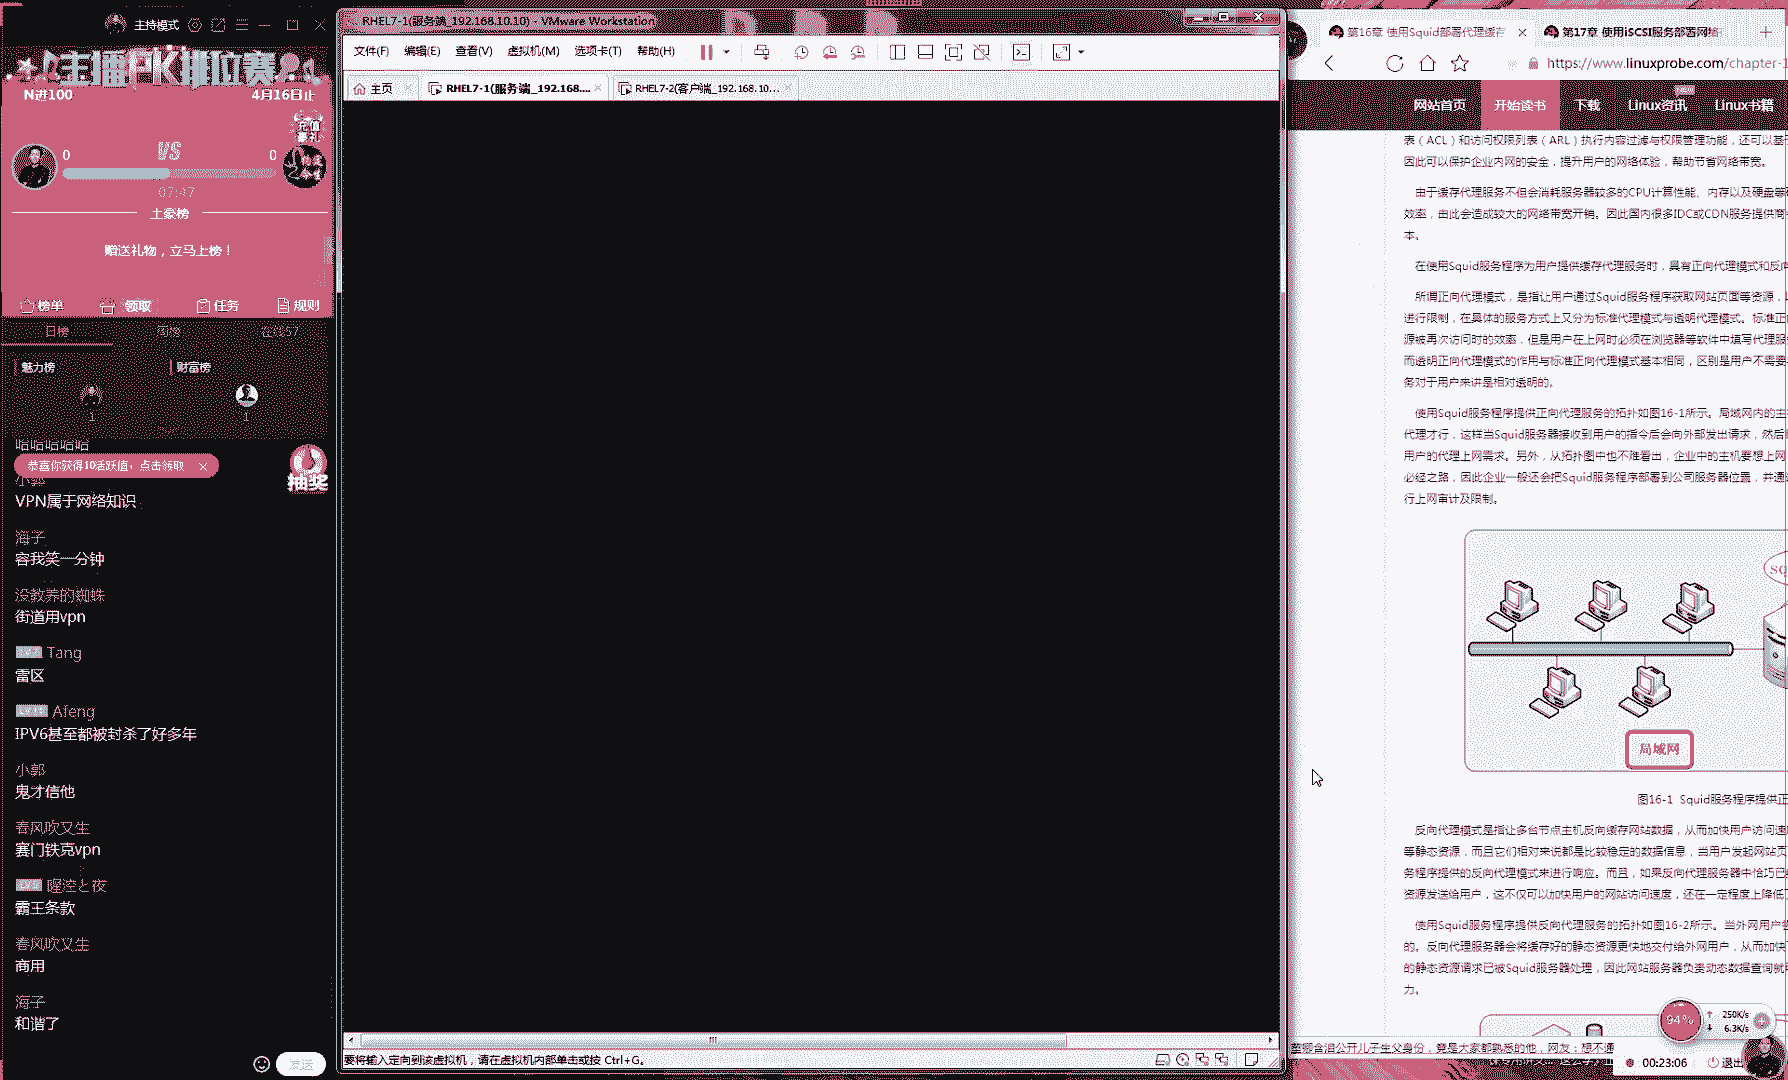 主持模式
主播PK排位赛
N进100
4月16日止
充值豪礼
0
VS
0
07:47
土豪榜
赠送礼物，立马上榜！
榜单
领取
任务
规则
日榜
周榜
在线57
魅力榜
财富榜
1
1
哈哈哈哈哈
恭喜你获得10活跃值，点击领取
抽奖
小郭
VPN属于网络知识
海子
容我笑一分钟
没教养的蜘蛛
街道用vpn
Tang
雷区
Afeng
IPV6甚至都被封杀了好多年
小郭
鬼才信他
春风吹又生
赛门铁克vpn
霸王条款
春风吹又生
商用
海子
和谐了
发送
RHEL7-1(服务端_192.168.10.10) - VMware Workstation
文件(F)
编辑(E)
查看(V)
虚拟机(M)
选项卡(T)
帮助(H)
主页
RHEL7-1(服务端_192.168....
RHEL7-2(客户端_192.168.10...
要将输入定向到该虚拟机，请在虚拟机内部单击或按 Ctrl+G。
第16章 使用Squid部署代理缓存
第17章 使用iSCSI服务部署网络
https://www.linuxprobe.com/chapter-1
网站首页
开始读书
下载
Linux资讯
NEW
Linux书籍
表（ACL）和访问权限列表（ARL）执行内容过滤与权限管理功能，还可以基
因此可以保护企业内网的安全，提升用户的网络体验，帮助节省网络带宽。
由于缓存代理服务不但会消耗服务器较多的CPU计算性能、内存以及硬盘等
效率，由此会造成较大的网络带宽开销。因此国内很多IDC或CDN服务提供商
本。
在使用Squid服务程序为用户提供缓存代理服务时，具有正向代理模式和反向
所谓正向代理模式，是指让用户通过Squid服务程序获取网站页面等资源，
进行限制，在具体的服务方式上又分为标准代理模式与透明代理模式。标准正
源被再次访问时的效率，但是用户在上网时必须在浏览器等软件中填写代理服
而透明正向代理模式的作用与标准正向代理模式基本相同，区别是用户不需要
务对于用户来讲是相对透明的。
使用Squid服务程序提供正向代理服务的拓扑如图16-1所示。局域网内的主
代理才行，这样当Squid服务器接收到用户的指令后会向外部发出请求，然后
用户的代理上网需求。另外，从拓扑图中也不难看出，企业中的主机要想上网
必经之路，因此企业一般还会把Squid服务程序部署到公司服务器位置，并通
行上网审计及限制。
局域网
图16-1 Squid服务程序提供正
反向代理模式是指让多台节点主机反向缓存网站数据，从而加快用户访问速
等静态资源，而且它们相对来说都是比较稳定的数据信息，当用户发起网站页
务程序提供的反向代理模式来进行响应。而且，如果反向代理服务器中恰巧已
资源发送给用户，这不仅可以加快用户的网站访问速度，还在一定程度上降低
使用Squid服务程序提供反向代理服务的拓扑如图16-2所示。当外网用户
的。反向代理服务器会将缓存好的静态资源更快地交付给外网用户，从而加快
的静态资源请求已被Squid服务器处理，因此网站服务器负责动态数据查询就
力。
94%
250K/s
6.3K/s
00:23:06
退出